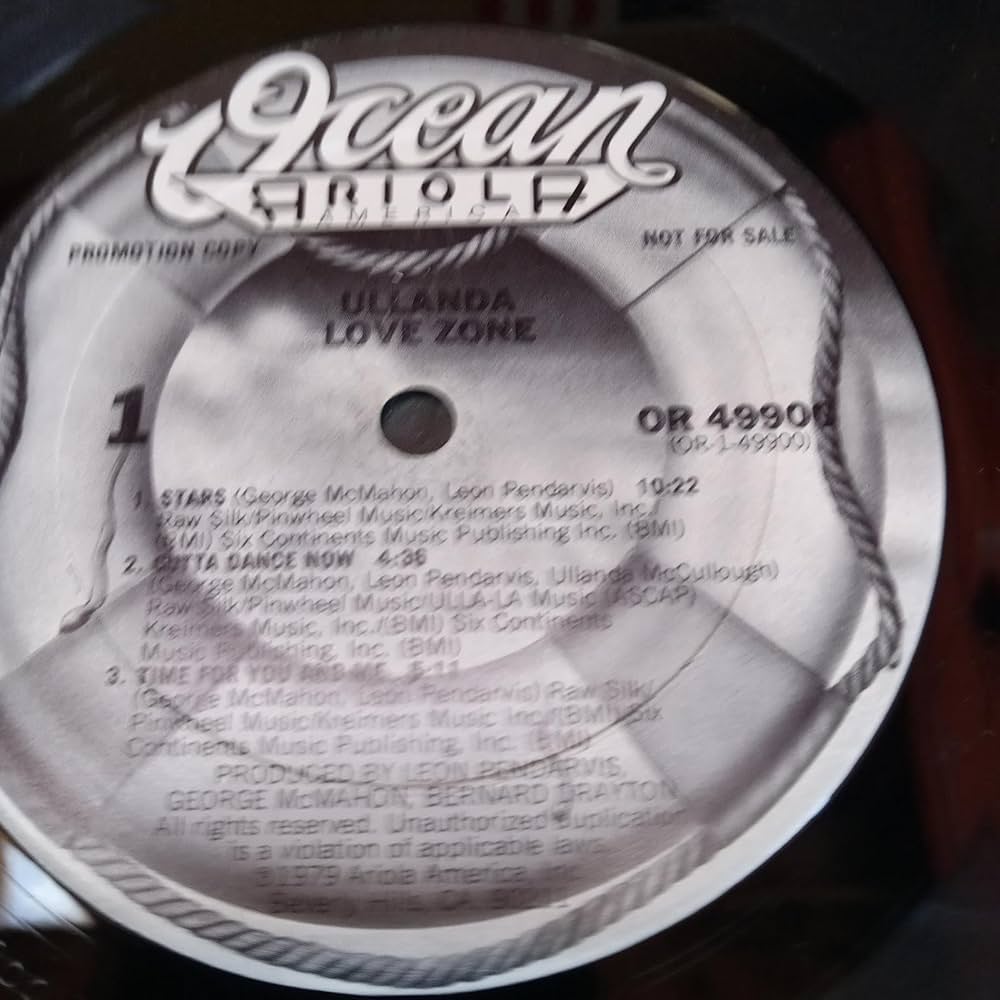 Ocean
ARIOLA
AMERICA
PROMOTION COPY
NOT FOR SALE
ULLANDA
LOVE ZONE
1
OR 49900
(OR-1-49900)
1. STARS (George McMahon, Leon Pendarvis) 10:22
Raw Silk/Pinwheel Music/Kreimers Music, Inc./
(BMI) Six Continents Music Publishing Inc. (BMI)
2. GOTTA DANCE NOW 4:36
(George McMahon, Leon Pendarvis, Ullanda McCullough)
Raw Silk/Pinwheel Music/ULLA-LA Music (ASCAP)
Kreimers Music, Inc./(BMI) Six Continents
Music Publishing, Inc. (BMI)
3. TIME FOR YOU AND ME 5:11
(George McMahon, Leon Pendarvis) Raw Silk/
Pinwheel Music/Kreimers Music Inc/(BMI) Six
Continents Music Publishing, Inc. (BMI)
PRODUCED BY LEON PENDARVIS,
GEORGE McMAHON, BERNARD DRAYTON
All rights reserved. Unauthorized duplication
is a violation of applicable laws.
©1979 Ariola America, Inc.
Beverly Hills, CA